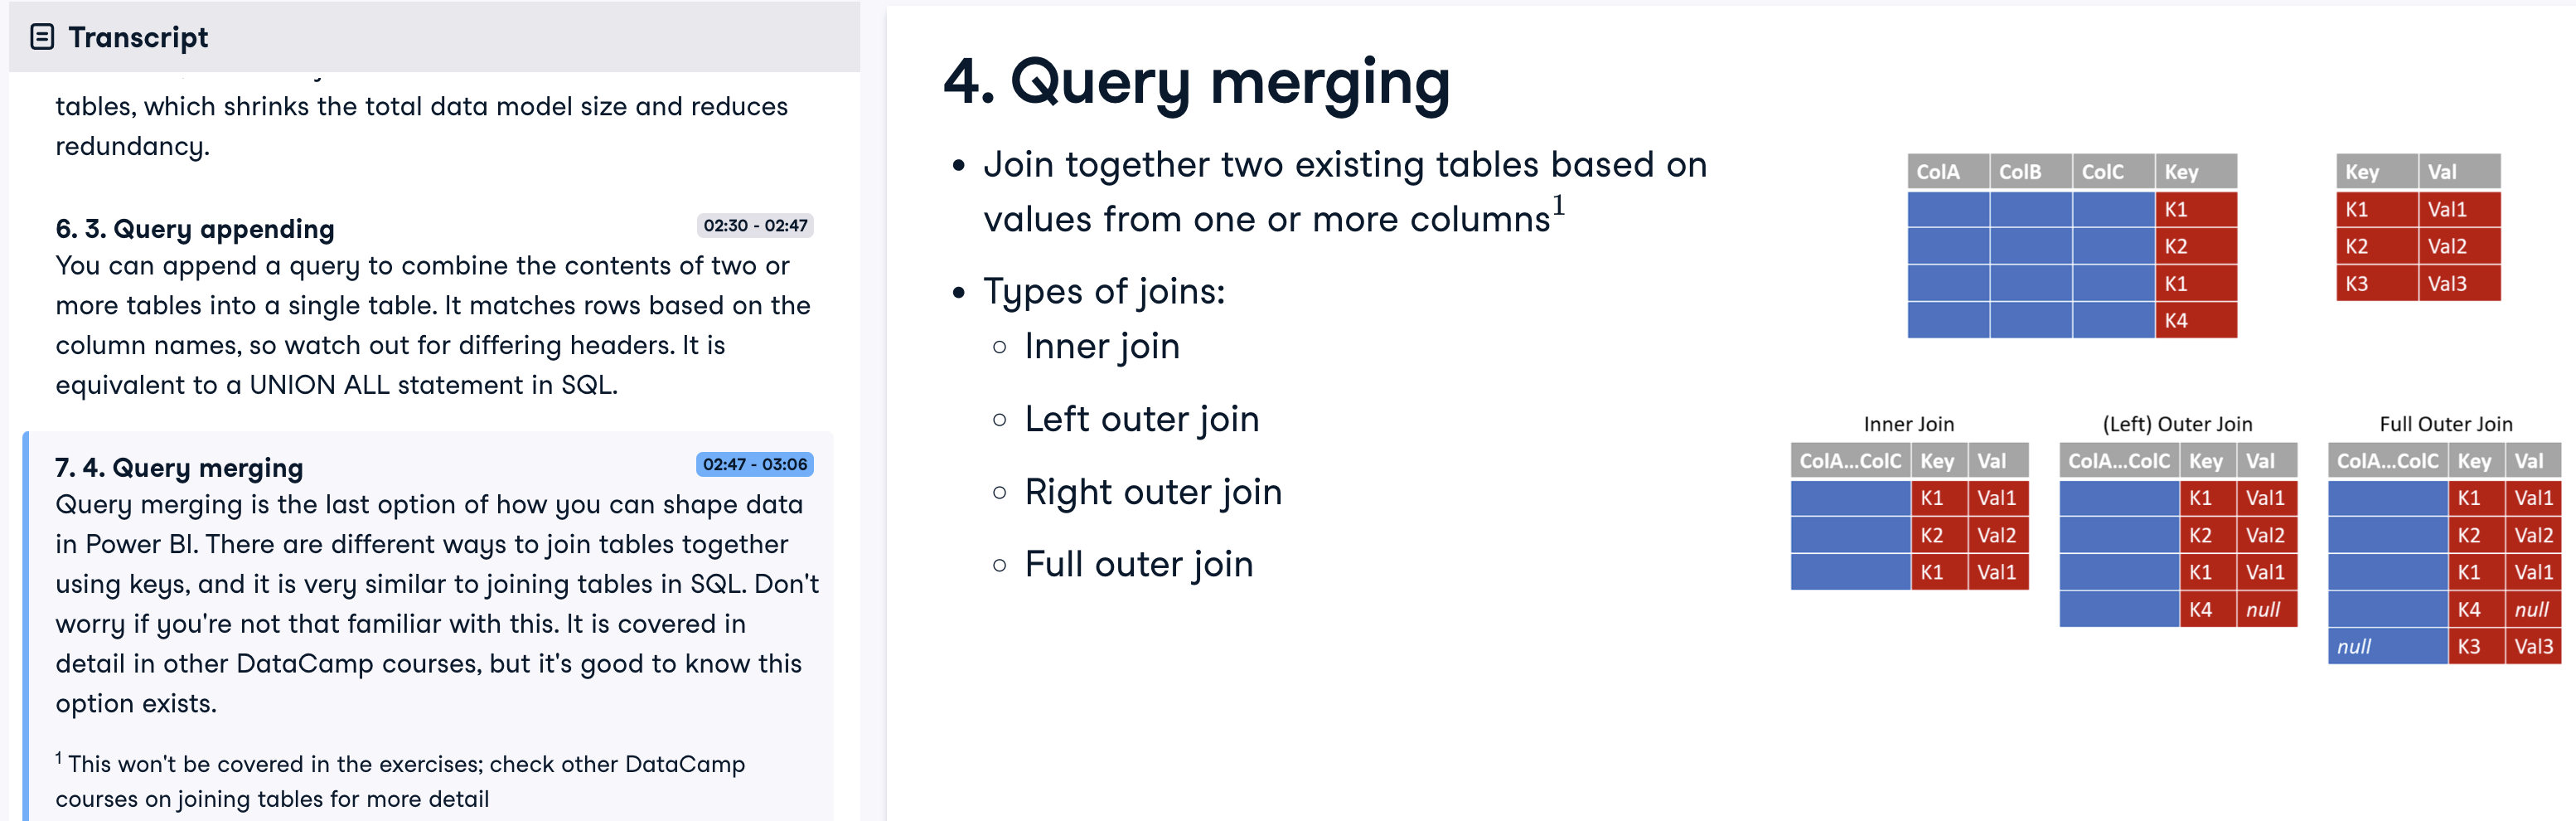 Transcript
tables, which shrinks the total data model size and reduces
redundancy.
6. 3. Query appending
02:30 - 02:47
You can append a query to combine the contents of two or
more tables into a single table. It matches rows based on the
column names, so watch out for differing headers. It is
equivalent to a UNION ALL statement in SQL.
7. 4. Query merging
02:47 - 03:06
Query merging is the last option of how you can shape data
in Power BI. There are different ways to join tables together
using keys, and it is very similar to joining tables in SQL. Don't
worry if you're not that familiar with this. It is covered in
detail in other DataCamp courses, but it's good to know this
option exists.
1 This won't be covered in the exercises; check other DataCamp
courses on joining tables for more detail
4. Query merging
• Join together two existing tables based on
values from one or more columns1
• Types of joins:
○ Inner join
○ Left outer join
○ Right outer join
○ Full outer join
ColA ColB ColC Key
K1
K2
K1
K4
Key Val
K1 Val1
K2 Val2
K3 Val3
Inner Join
ColA...ColC Key Val
K1 Val1
K2 Val2
K1 Val1
(Left) Outer Join
ColA...ColC Key Val
K1 Val1
K2 Val2
K1 Val1
K4 null
Full Outer Join
ColA...ColC Key Val
K1 Val1
K2 Val2
K1 Val1
K4 null
null K3 Val3